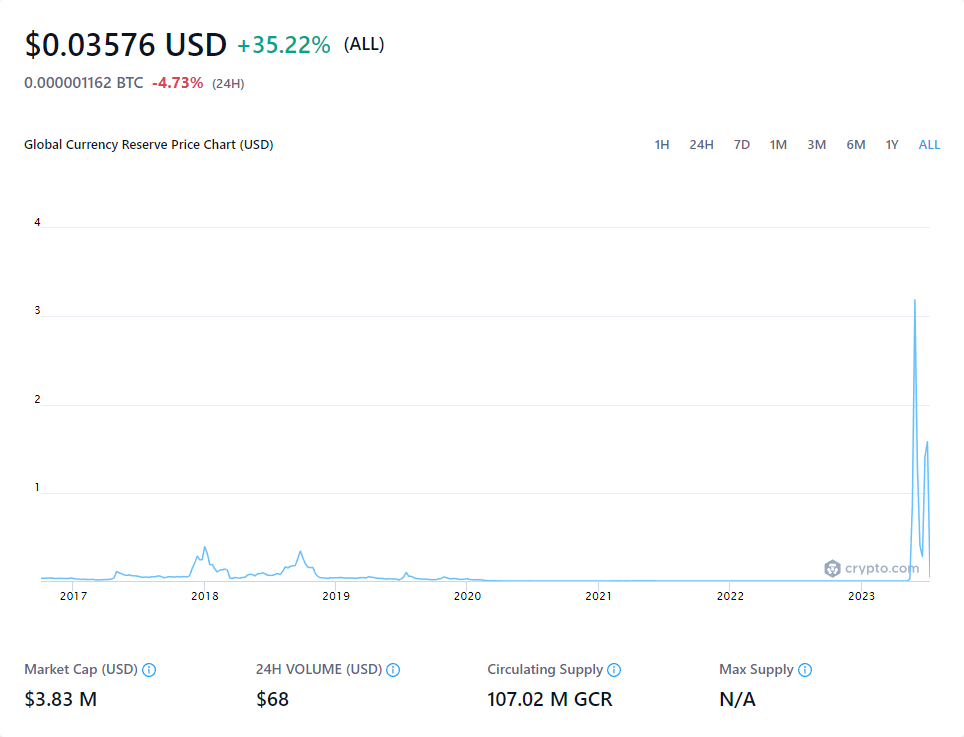 $0.03576 USD +35.22% (ALL)
0.000001162 BTC -4.73% (24H)
Global Currency Reserve Price Chart (USD) 1H 24H 7D 1M 3M 6M 1Y ALL
4
3
2
1
crypto.com
2017 2018 2019 2020 2021 2022 2023
Market Cap (USD) 24H VOLUME (USD) Circulating Supply Max Supply
$3.83 M $68 107.02 M GCR N/A